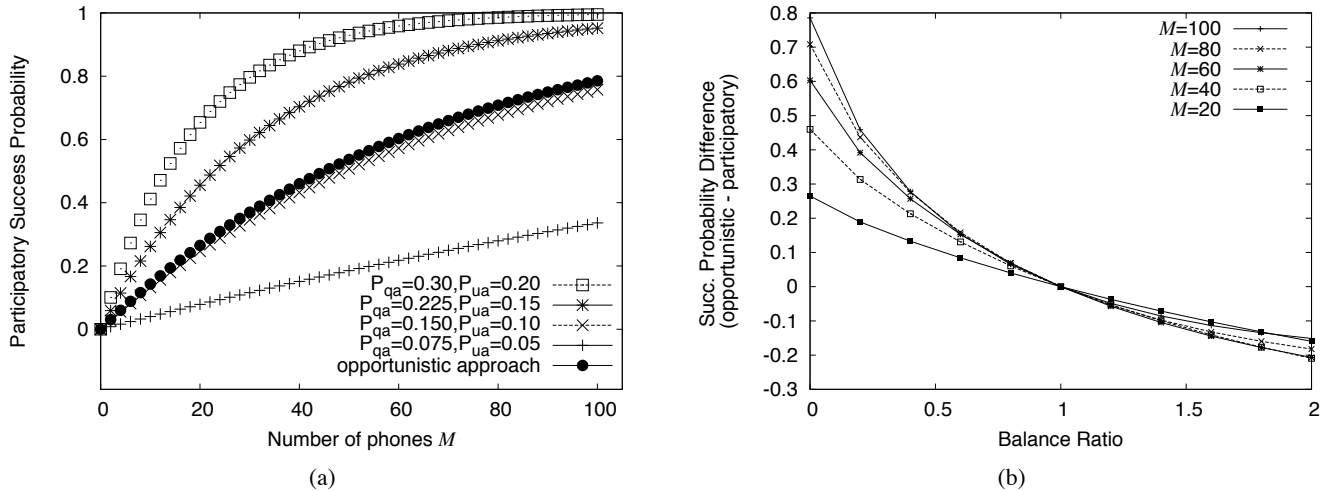 1
0.8
0.6
0.4
0.2
0
Participatory Success Probability
P_qa=0.30,P_ua=0.20
P_qa=0.225,P_ua=0.15
P_qa=0.150,P_ua=0.10
P_qa=0.075,P_ua=0.05
opportunistic approach
0 20 40 60 80 100
Number of phones M
(a)
0.8
0.7
0.6
0.5
0.4
0.3
0.2
0.1
0
-0.1
-0.2
-0.3
Succ. Probability Difference
(opportunistic - participatory)
M=100
M=80
M=60
M=40
M=20
0 0.5 1 1.5 2
Balance Ratio
(b)